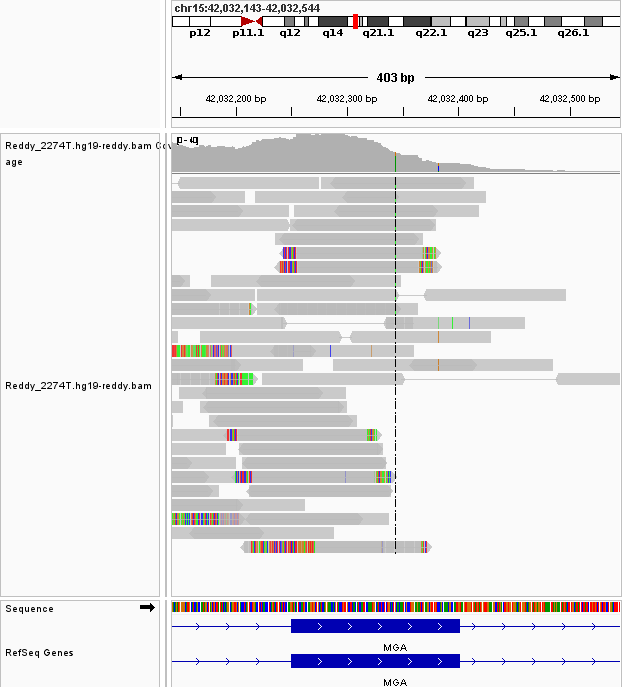 chr15:42,032,143-42,032,544
p12 p11.1 q12 q14 q21.1 q22.1 q23 q25.1 q26.1
403 bp
42,032,200 bp 42,032,300 bp 42,032,400 bp 42,032,500 bp
Reddy_2274T.hg19-reddy.bam Cov
age
Reddy_2274T.hg19-reddy.bam
Sequence
RefSeq Genes
MGA
MGA